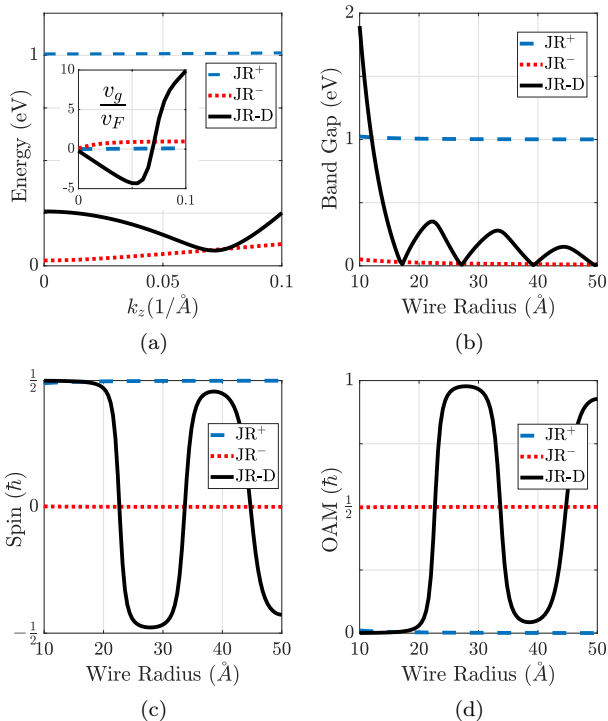 Energy (eV)
1
0
0
0.05
0.1
k_z(1/Å)
JR⁺
JR⁻
JR-D
v_g
v_F
10
5
0
-5
0
0.1
(a)
Band Gap (eV)
2
1
0
10
20
30
40
50
Wire Radius (Å)
JR⁺
JR⁻
JR-D
(b)
Spin (ℏ)
1/2
0
-1/2
10
20
30
40
50
Wire Radius (Å)
JR⁺
JR⁻
JR-D
(c)
OAM (ℏ)
1
1/2
0
10
20
30
40
50
Wire Radius (Å)
JR⁺
JR⁻
JR-D
(d)